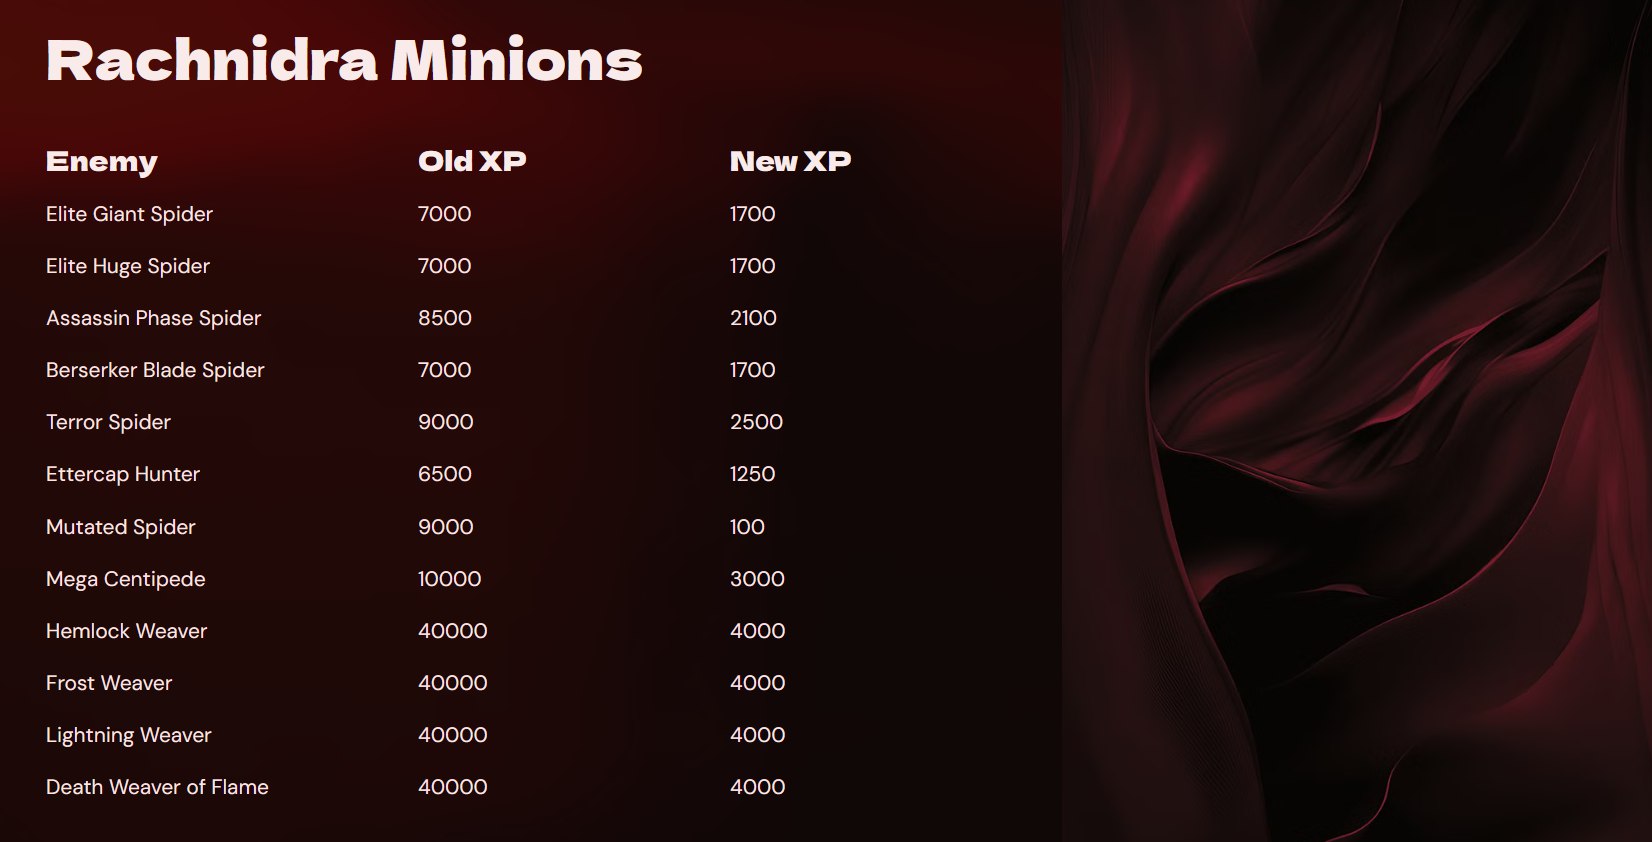 Rachnidra Minions
Enemy Old XP New XP
Elite Giant Spider 7000 1700
Elite Huge Spider 7000 1700
Assassin Phase Spider 8500 2100
Berserker Blade Spider 7000 1700
Terror Spider 9000 2500
Ettercap Hunter 6500 1250
Mutated Spider 9000 100
Mega Centipede 10000 3000
Hemlock Weaver 40000 4000
Frost Weaver 40000 4000
Lightning Weaver 40000 4000
Death Weaver of Flame 40000 4000